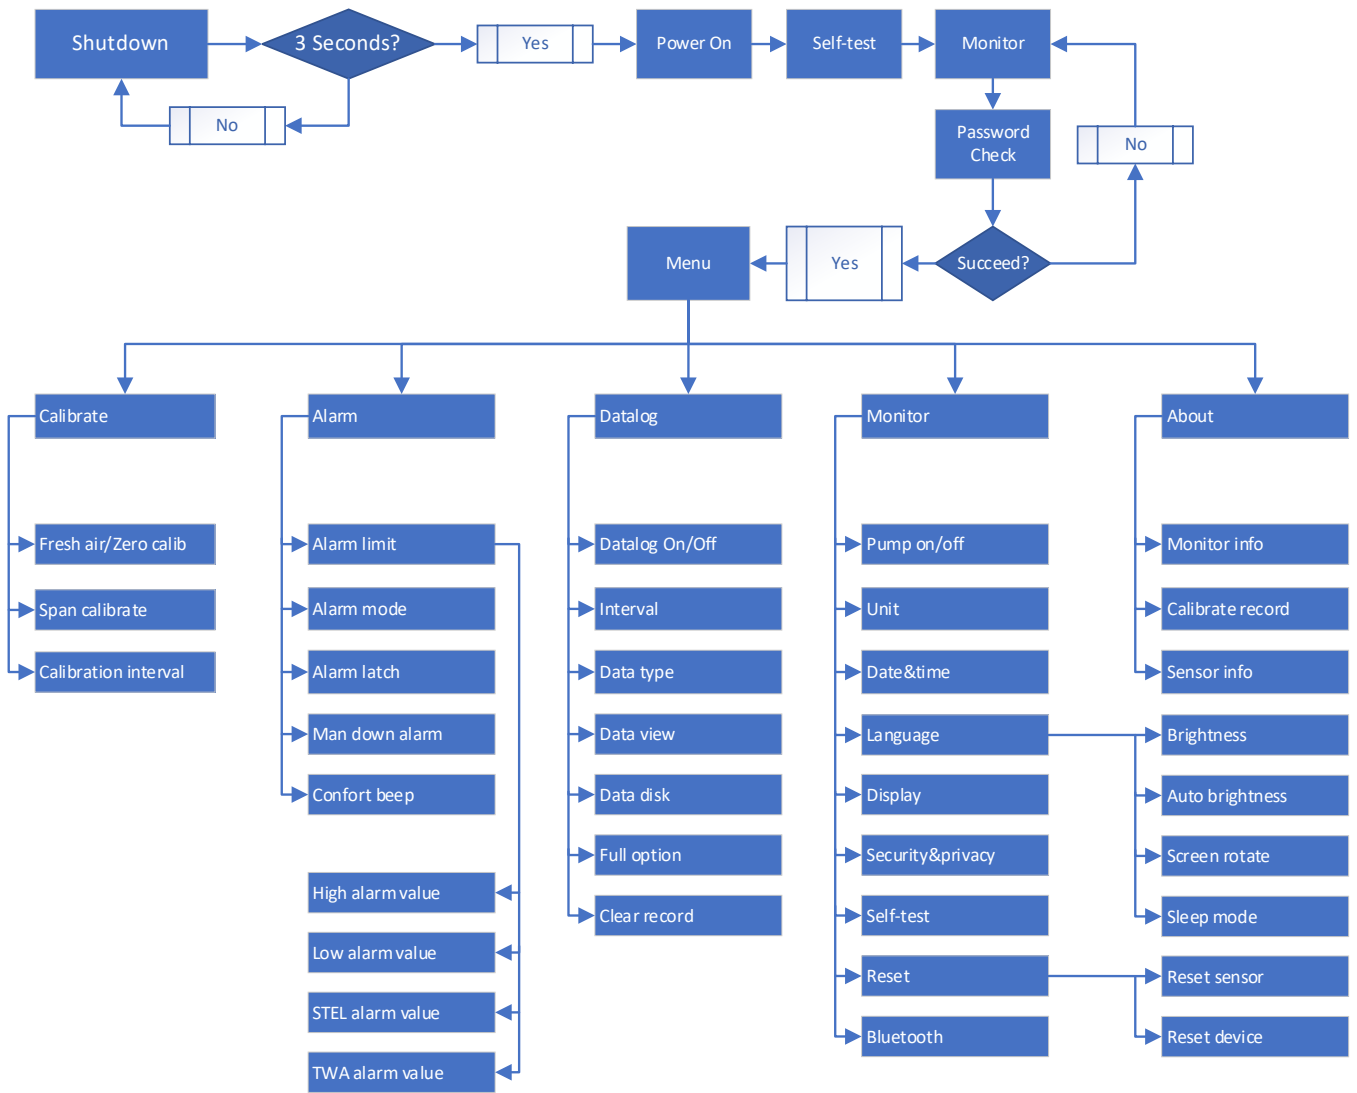 Shutdown
3 Seconds?
Yes
Power On
Self-test
Monitor
No
Password
Check
No
Menu
Yes
Succeed?
Calibrate
Fresh air/Zero calib
Span calibrate
Calibration interval
Alarm
Alarm limit
Alarm mode
Alarm latch
Man down alarm
Confort beep
High alarm value
Low alarm value
STEL alarm value
TWA alarm value
Datalog
Datalog On/Off
Interval
Data type
Data view
Data disk
Full option
Clear record
Monitor
Pump on/off
Unit
Date&time
Language
Display
Security&privacy
Self-test
Reset
Bluetooth
About
Monitor info
Calibrate record
Sensor info
Brightness
Auto brightness
Screen rotate
Sleep mode
Reset sensor
Reset device